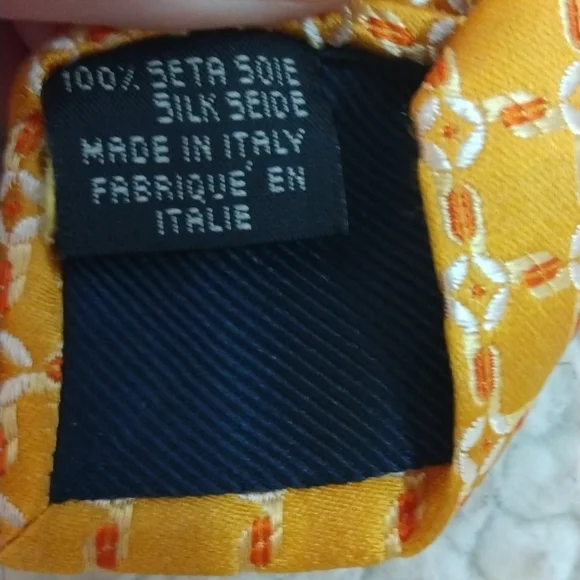 100% SETA SOIE
SILK SEIDE
MADE IN ITALY
FABRIQUE' EN
ITALIE